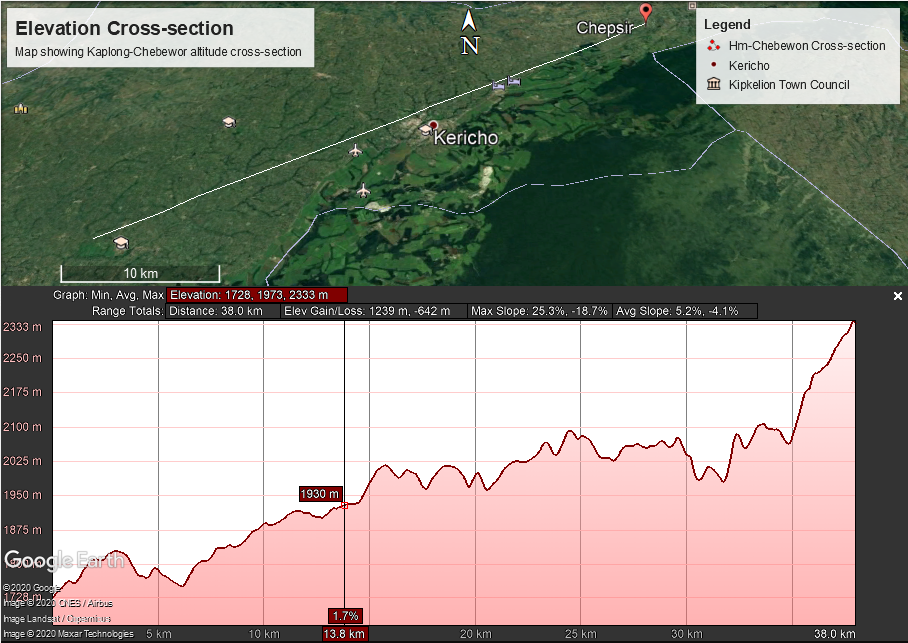 Elevation Cross-section
Map showing Kaplong-Chebewor altitude cross-section
N
Chepsir
Legend
Hm-Chebewon Cross-section
Kericho
Kipkelion Town Council
Kericho
10 km
Graph: Min, Avg, Max Elevation: 1728, 1973, 2333 m
Range Totals: Distance: 38.0 km Elev Gain/Loss: 1239 m, -642 m Max Slope: 25.3%, -18.7% Avg Slope: 5.2%, -4.1%
2333 m
2250 m
2175 m
2100 m
2025 m
1950 m
1930 m
1875 m
1800 m
Google Earth
©2020 Google
1728 m
Image © 2020 CNES / Airbus
Image Landsat / Copernicus
1.7%
Image © 2020 Maxar Technologies
5 km 10 km 13.8 km 20 km 25 km 30 km 38.0 km